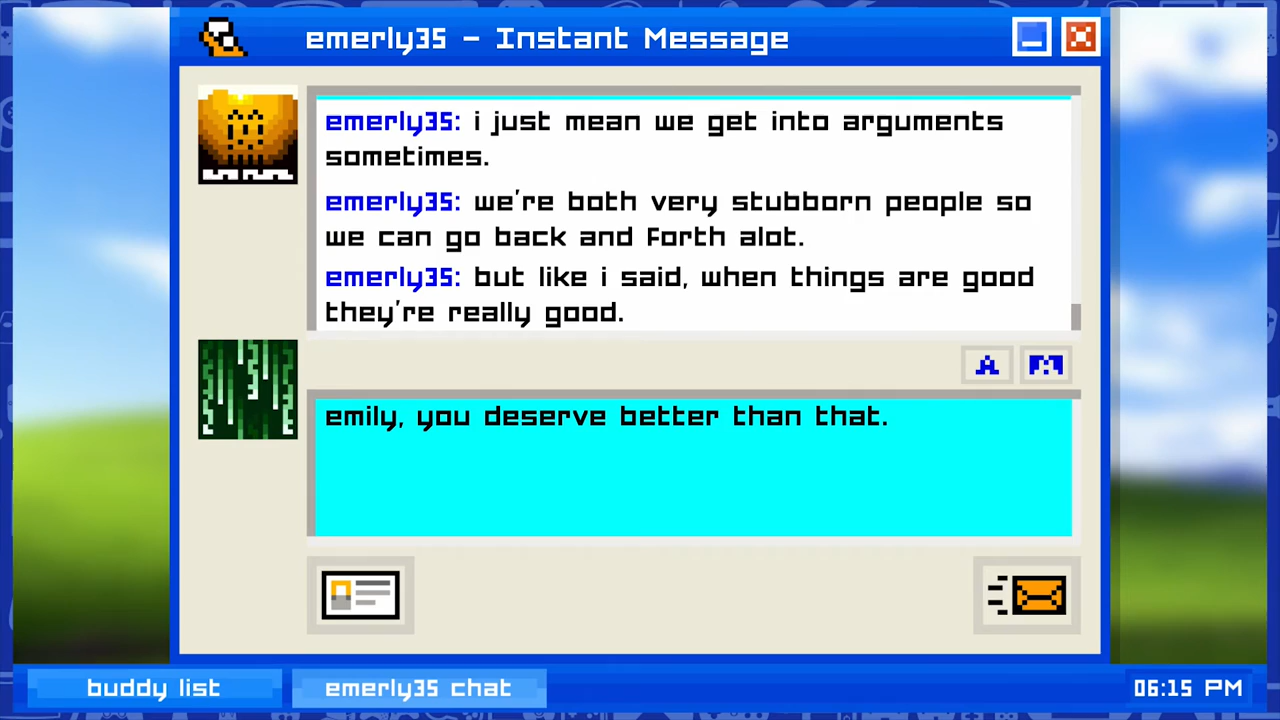 emerly35 - Instant Message
emerly35: i just mean we get into arguments
sometimes.
emerly35: we're both very stubborn people so
we can go back and forth alot.
emerly35: but like i said, when things are good
they're really good.
A
emily, you deserve better than that.
buddy list
emerly35 chat
06:15 PM